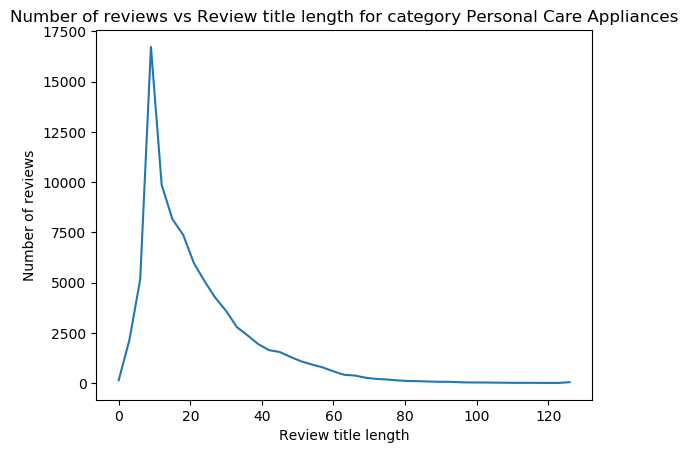 Number of reviews vs Review title length for category Personal Care Appliances
17500
15000
12500
10000
7500
5000
2500
0
Number of reviews
0 20 40 60 80 100 120
Review title length